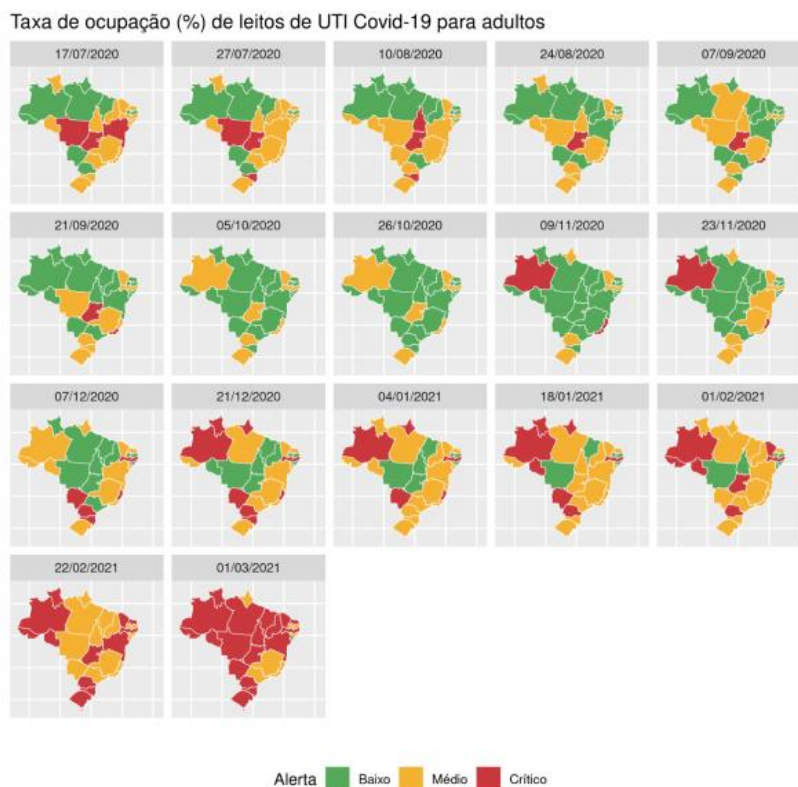 Taxa de ocupação (%) de leitos de UTI Covid-19 para adultos
17/07/2020 27/07/2020 10/08/2020 24/08/2020 07/09/2020
21/09/2020 05/10/2020 26/10/2020 09/11/2020 23/11/2020
07/12/2020 21/12/2020 04/01/2021 18/01/2021 01/02/2021
22/02/2021 01/03/2021
Alerta Baixo Médio Crítico